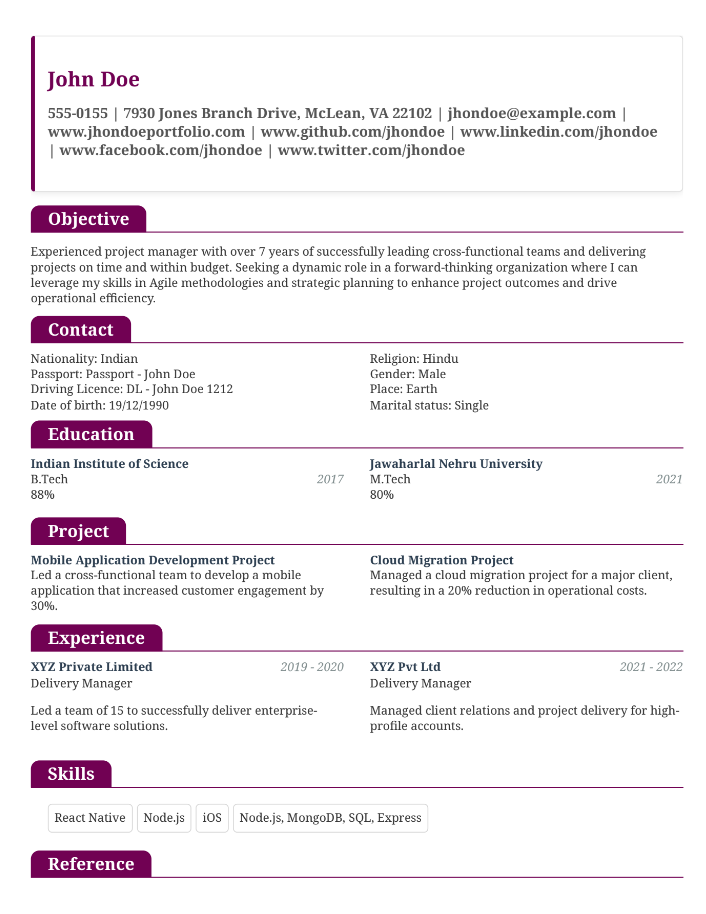 John Doe
555-0155 | 7930 Jones Branch Drive, McLean, VA 22102 | jhondoe@example.com |
www.jhondoeportfolio.com | www.github.com/jhondoe | www.linkedin.com/jhondoe
| www.facebook.com/jhondoe | www.twitter.com/jhondoe
Objective
Experienced project manager with over 7 years of successfully leading cross-functional teams and delivering
projects on time and within budget. Seeking a dynamic role in a forward-thinking organization where I can
leverage my skills in Agile methodologies and strategic planning to enhance project outcomes and drive
operational efficiency.
Contact
Nationality: Indian
Passport: Passport - John Doe
Driving Licence: DL - John Doe 1212
Date of birth: 19/12/1990
Religion: Hindu
Gender: Male
Place: Earth
Marital status: Single
Education
Indian Institute of Science
B.Tech 2017
88%
Jawaharlal Nehru University
M.Tech 2021
80%
Project
Mobile Application Development Project
Led a cross-functional team to develop a mobile
application that increased customer engagement by
30%.
Cloud Migration Project
Managed a cloud migration project for a major client,
resulting in a 20% reduction in operational costs.
Experience
XYZ Private Limited 2019 - 2020
Delivery Manager
Led a team of 15 to successfully deliver enterprise-
level software solutions.
XYZ Pvt Ltd 2021 - 2022
Delivery Manager
Managed client relations and project delivery for high-
profile accounts.
Skills
React Native Node.js iOS Node.js, MongoDB, SQL, Express
Reference